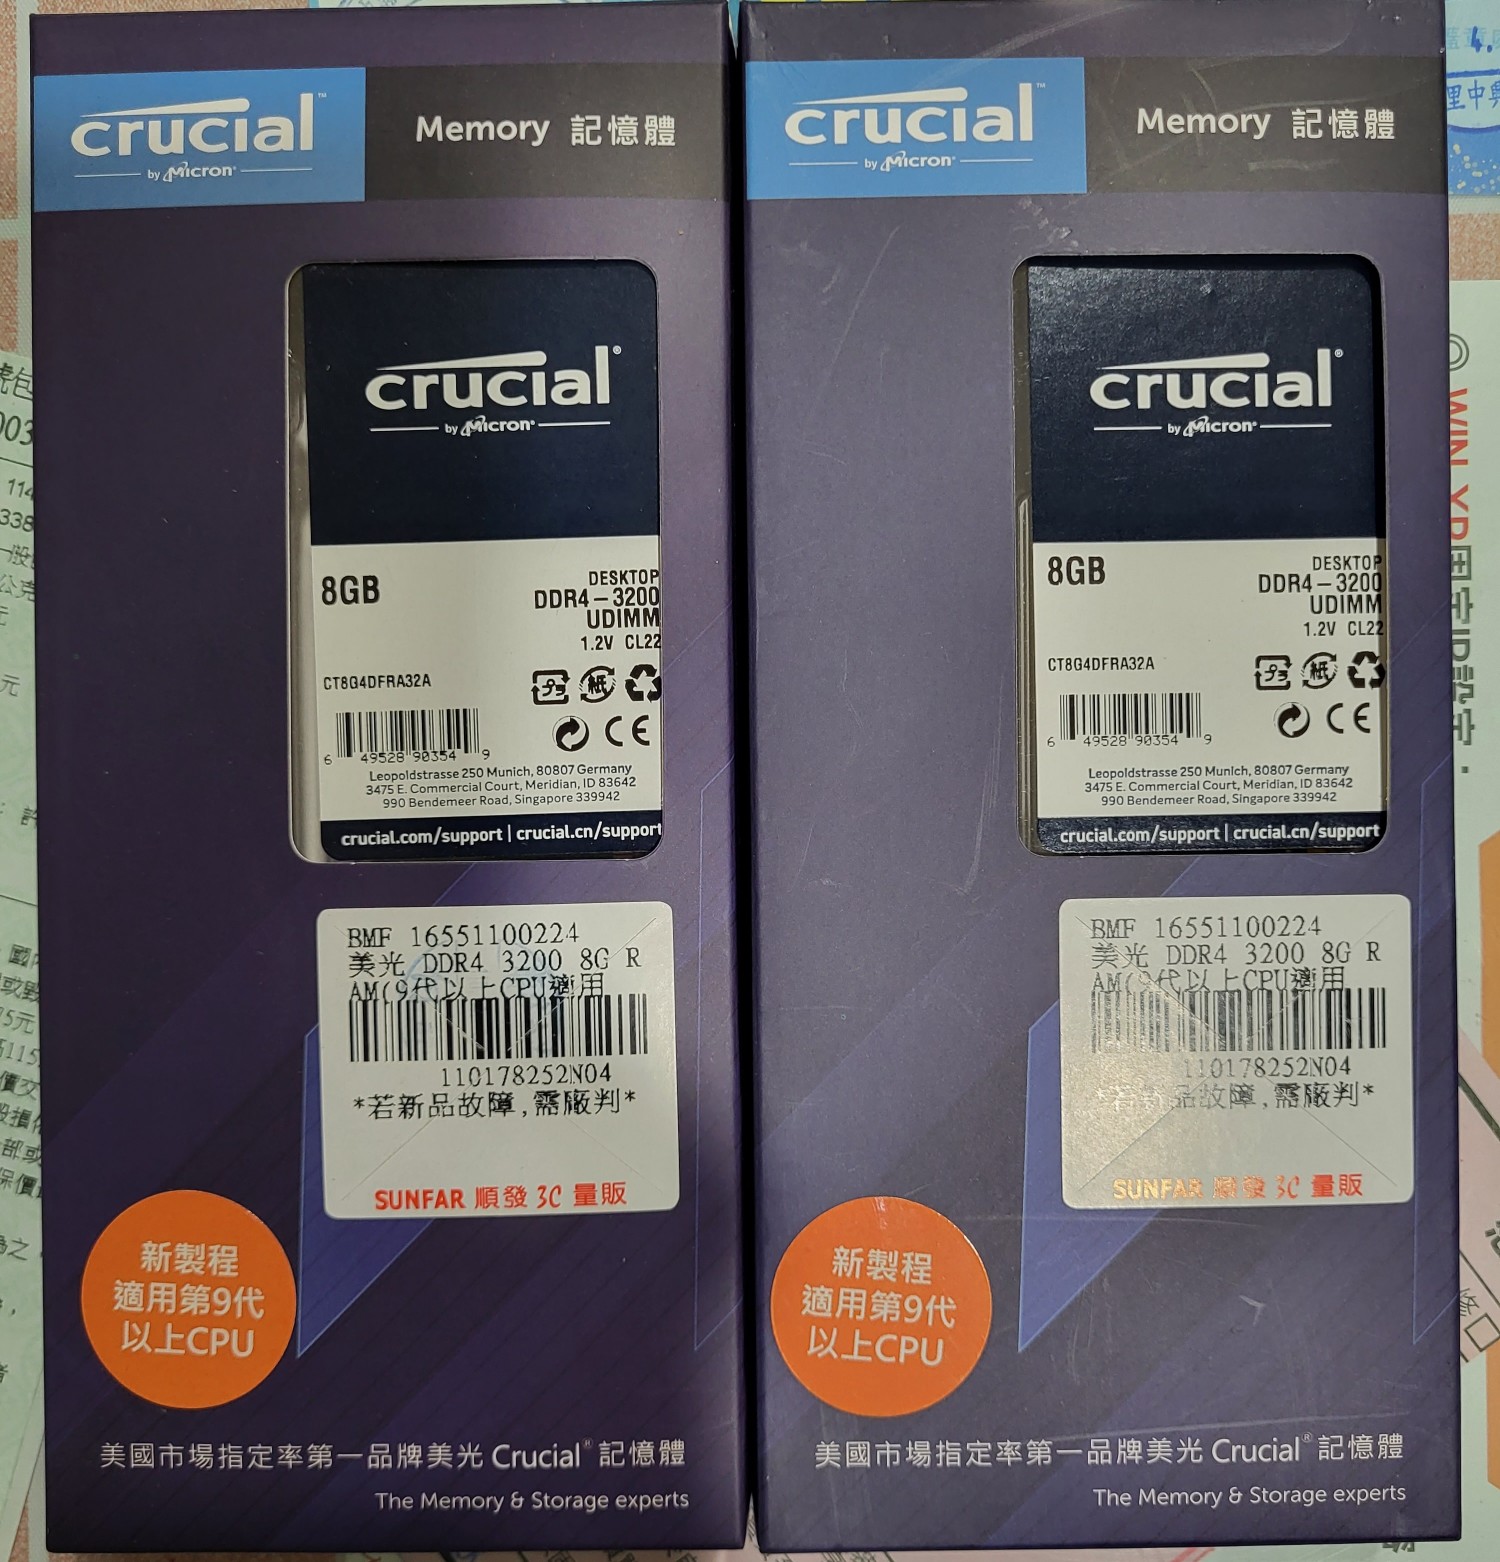 crucial™
by Micron®
Memory 記憶體
crucial®
by Micron®
8GB
DESKTOP
DDR4-3200
UDIMM
1.2V CL22
CT8G4DFRA32A
6 49528 90354 9
Leopoldstrasse 250 Munich, 80807 Germany
3475 E. Commercial Court, Meridian, ID 83642
990 Bendemeer Road, Singapore 339942
crucial.com/support | crucial.cn/support
BMF 16551100224
美光 DDR4 3200 8G R
AM(9代以上CPU適用
110178252N04
*若新品故障,需廠判*
SUNFAR 順發 3C 量販
新製程
適用第9代
以上CPU
美國市場指定率第一品牌美光 Crucial® 記憶體
The Memory & Storage experts
crucial™
by Micron®
Memory 記憶體
crucial®
by Micron®
8GB
DESKTOP
DDR4-3200
UDIMM
1.2V CL22
CT8G4DFRA32A
6 49528 90354 9
Leopoldstrasse 250 Munich, 80807 Germany
3475 E. Commercial Court, Meridian, ID 83642
990 Bendemeer Road, Singapore 339942
crucial.com/support | crucial.cn/support
BMF 16551100224
美光 DDR4 3200 8G R
AM(9代以上CPU適用
110178252N04
*若新品故障,需廠判*
SUNFAR 順發 3C 量販
新製程
適用第9代
以上CPU
美國市場指定率第一品牌美光 Crucial® 記憶體
The Memory & Storage experts